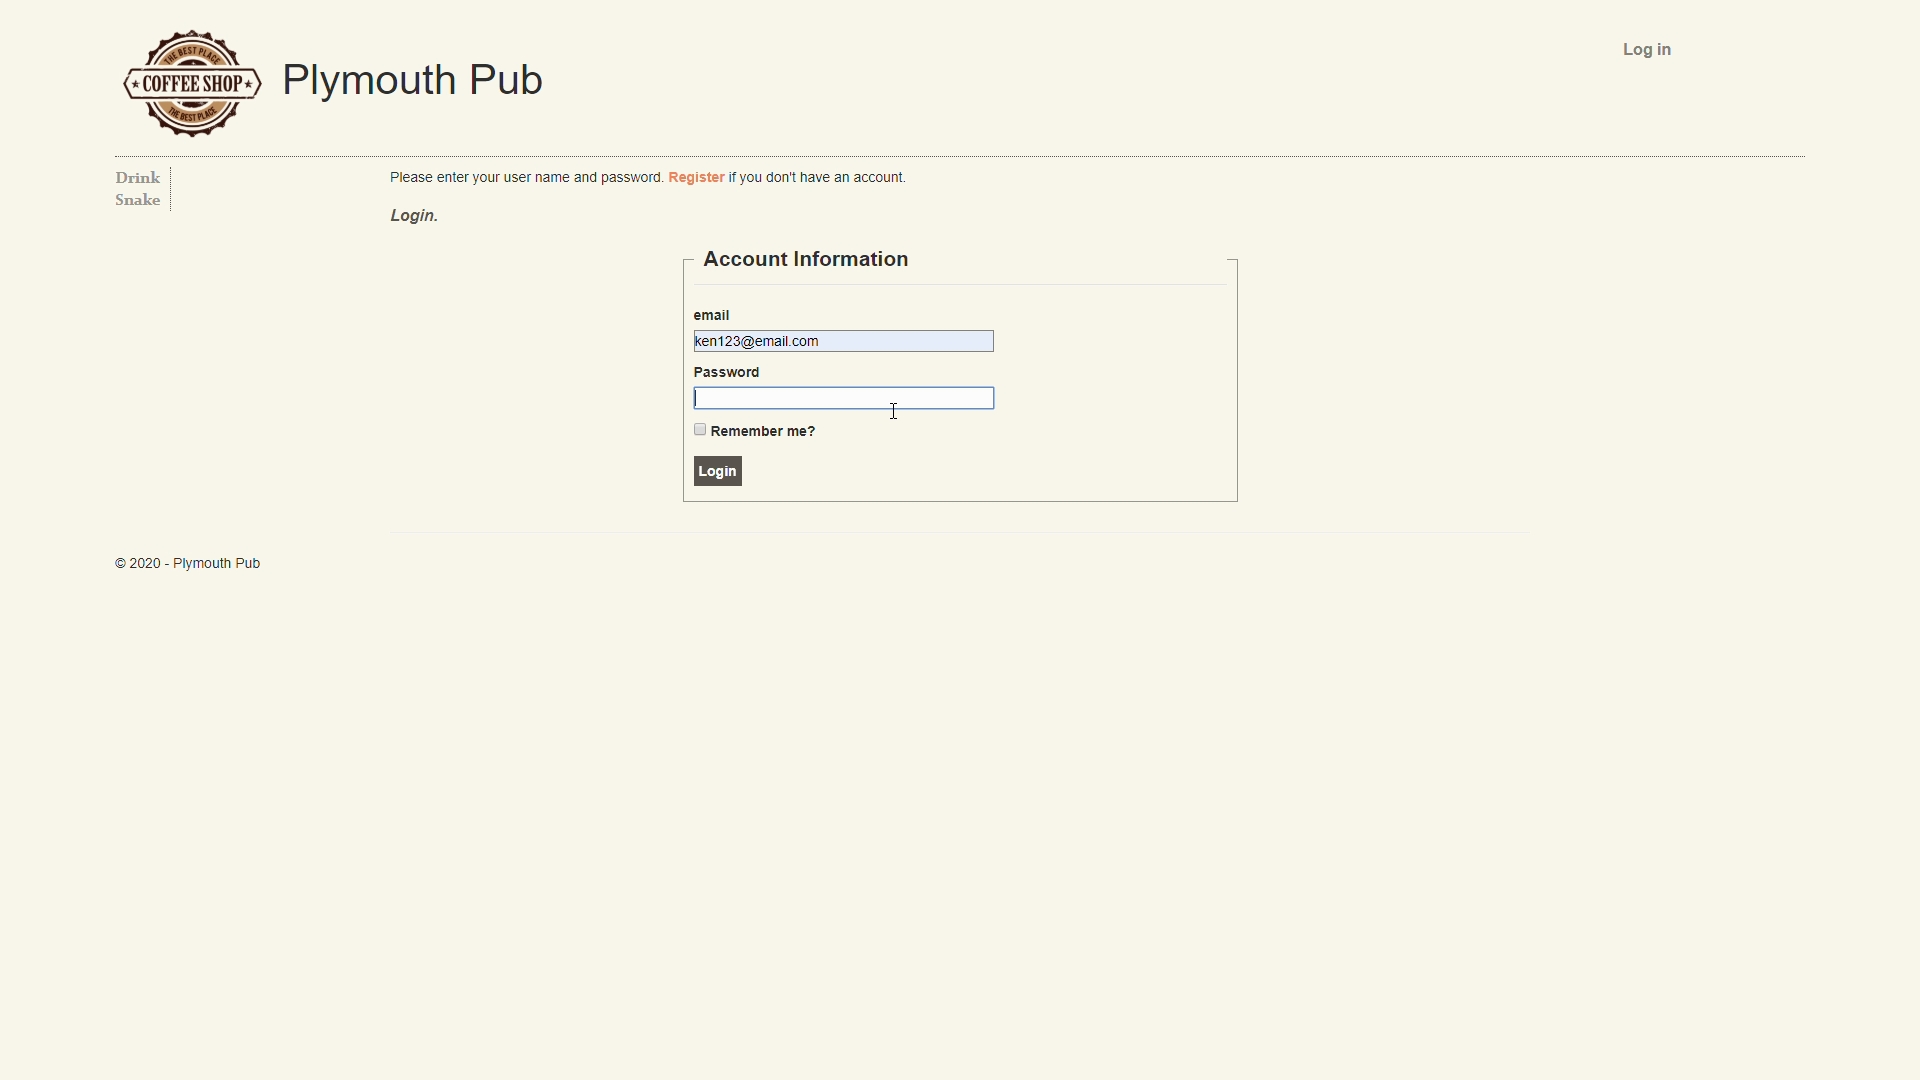 THE BEST PLACE
COFFEE SHOP
THE BEST PLACE
Plymouth Pub
Log in
Drink
Snake
Please enter your user name and password. Register if you don't have an account.
Login.
Account Information
email
ken123@email.com
Password
Remember me?
Login
© 2020 - Plymouth Pub